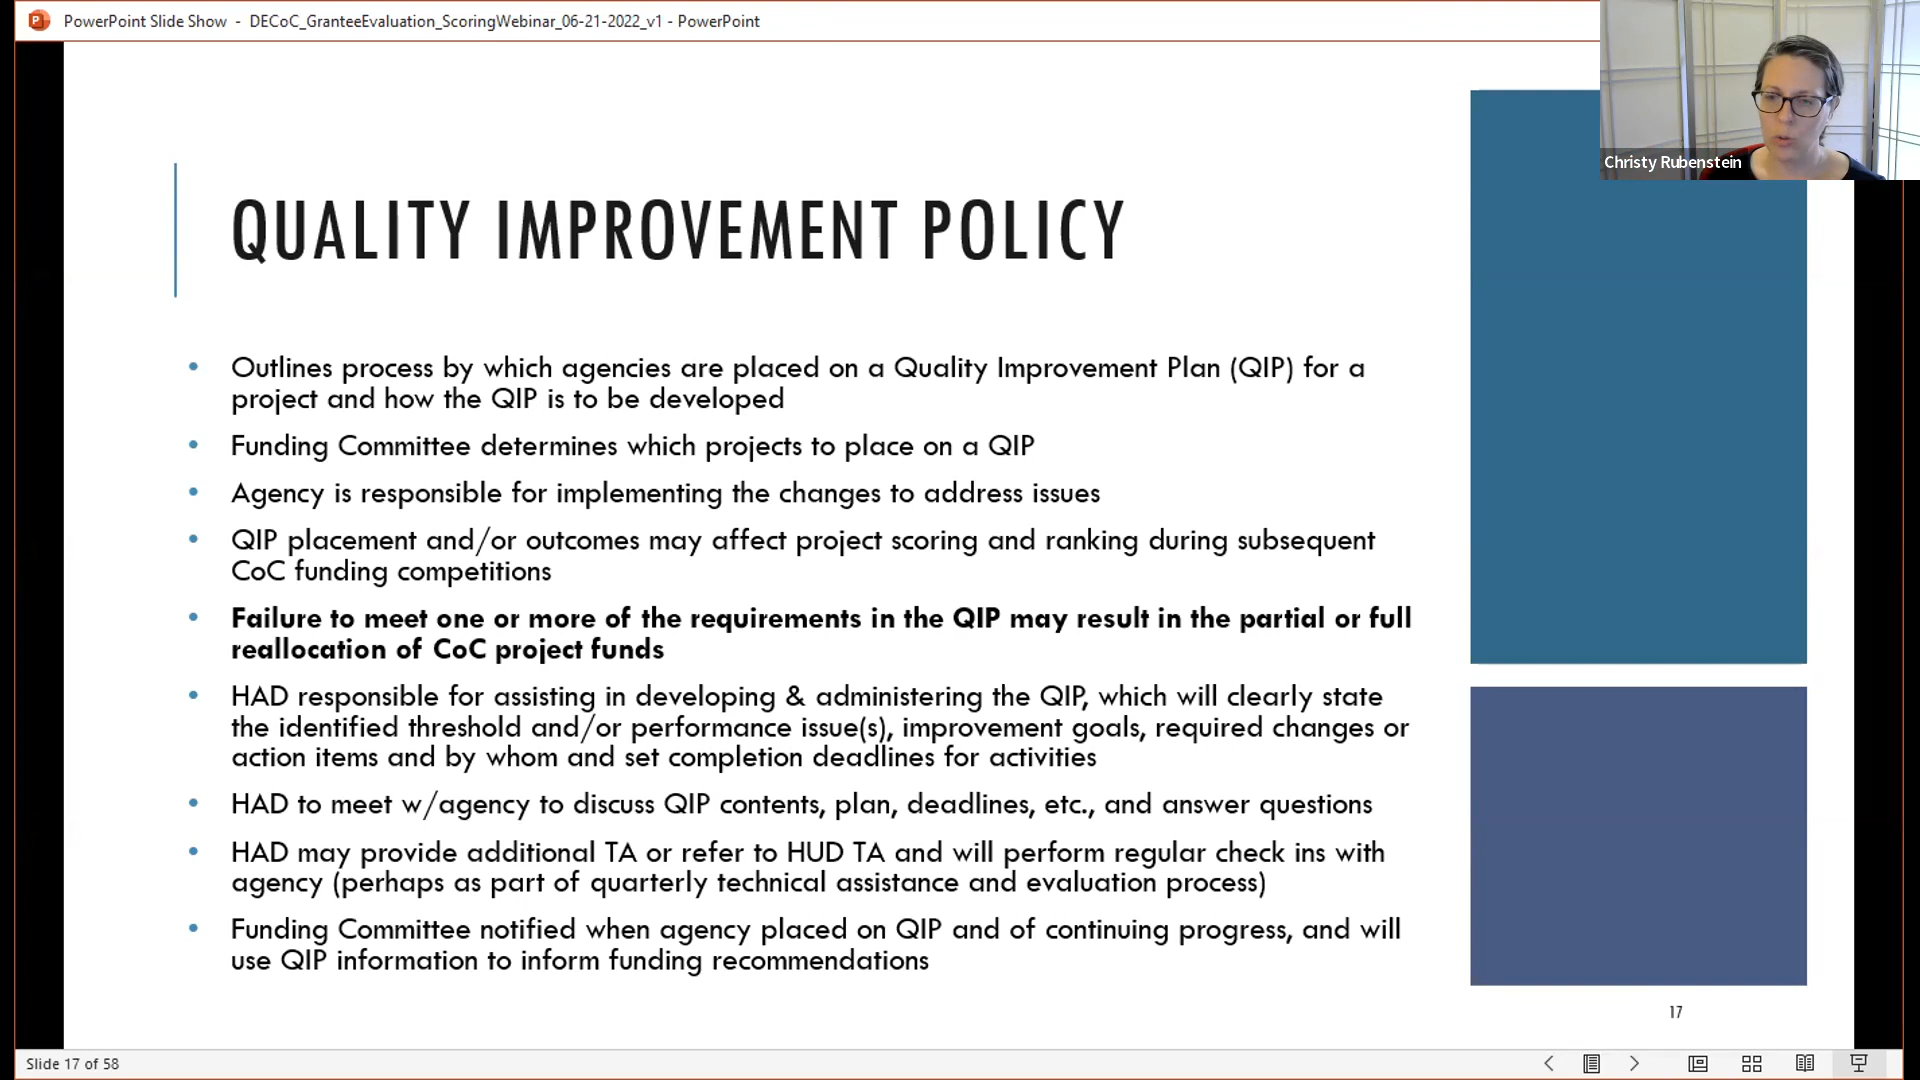 PowerPoint Slide Show - DECoC_GranteeEvaluation_ScoringWebinar_06-21-2022_v1 - PowerPoint
Christy Rubenstein
QUALITY IMPROVEMENT POLICY
• Outlines process by which agencies are placed on a Quality Improvement Plan (QIP) for a
project and how the QIP is to be developed
• Funding Committee determines which projects to place on a QIP
• Agency is responsible for implementing the changes to address issues
• QIP placement and/or outcomes may affect project scoring and ranking during subsequent
CoC funding competitions
• Failure to meet one or more of the requirements in the QIP may result in the partial or full
reallocation of CoC project funds
• HAD responsible for assisting in developing & administering the QIP, which will clearly state
the identified threshold and/or performance issue(s), improvement goals, required changes or
action items and by whom and set completion deadlines for activities
• HAD to meet w/agency to discuss QIP contents, plan, deadlines, etc., and answer questions
• HAD may provide additional TA or refer to HUD TA and will perform regular check ins with
agency (perhaps as part of quarterly technical assistance and evaluation process)
• Funding Committee notified when agency placed on QIP and of continuing progress, and will
use QIP information to inform funding recommendations
17
Slide 17 of 58